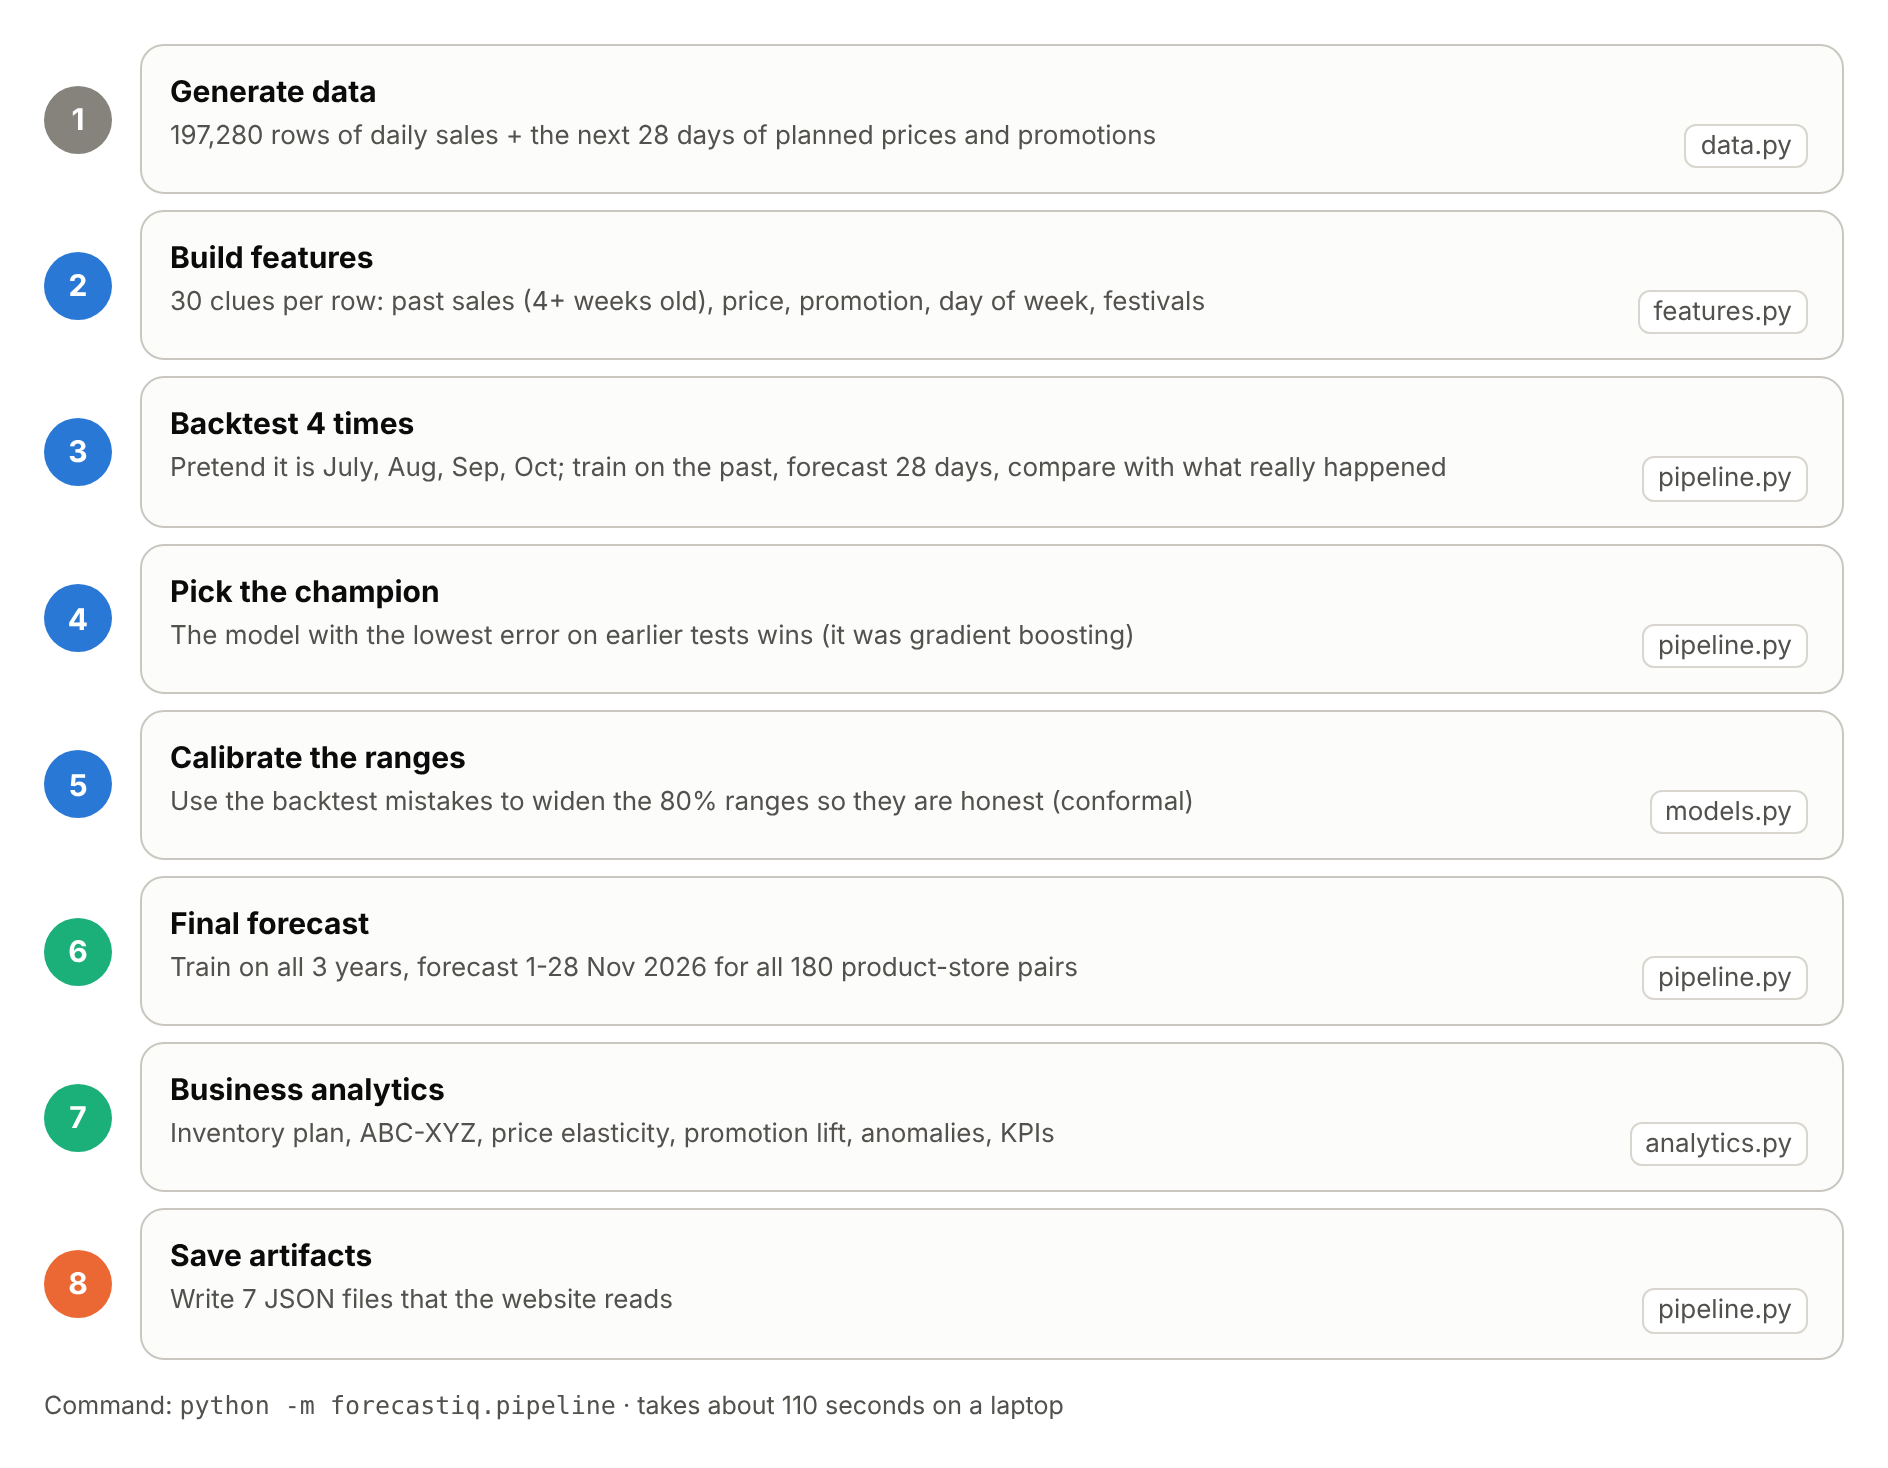 1
Generate data
197,280 rows of daily sales + the next 28 days of planned prices and promotions
data.py
2
Build features
30 clues per row: past sales (4+ weeks old), price, promotion, day of week, festivals
features.py
3
Backtest 4 times
Pretend it is July, Aug, Sep, Oct; train on the past, forecast 28 days, compare with what really happened
pipeline.py
4
Pick the champion
The model with the lowest error on earlier tests wins (it was gradient boosting)
pipeline.py
5
Calibrate the ranges
Use the backtest mistakes to widen the 80% ranges so they are honest (conformal)
models.py
6
Final forecast
Train on all 3 years, forecast 1-28 Nov 2026 for all 180 product-store pairs
pipeline.py
7
Business analytics
Inventory plan, ABC-XYZ, price elasticity, promotion lift, anomalies, KPIs
analytics.py
8
Save artifacts
Write 7 JSON files that the website reads
pipeline.py
Command: python -m forecastiq.pipeline · takes about 110 seconds on a laptop